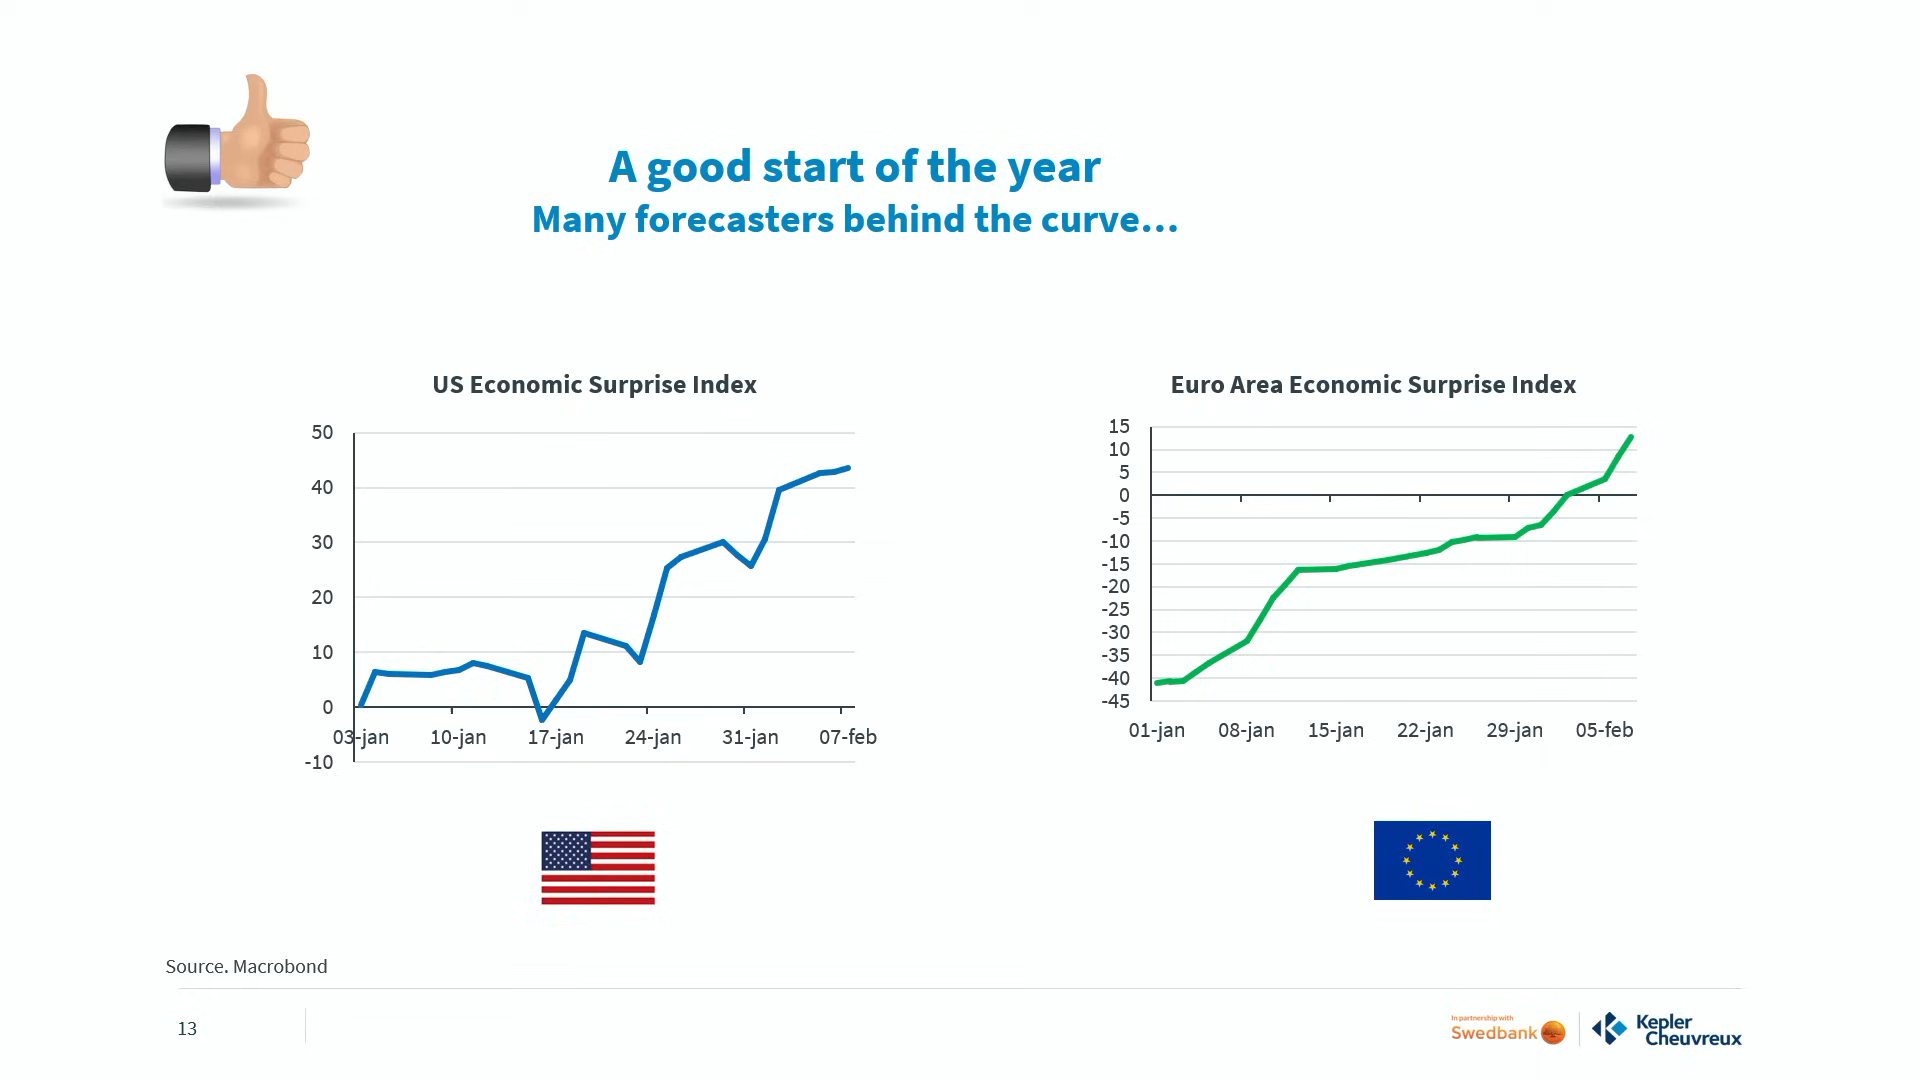 A good start of the year
Many forecasters behind the curve...
US Economic Surprise Index
50
40
30
20
10
0
-10
03-jan 10-jan 17-jan 24-jan 31-jan 07-feb
Euro Area Economic Surprise Index
15
10
5
0
-5
-10
-15
-20
-25
-30
-35
-40
-45
01-jan 08-jan 15-jan 22-jan 29-jan 05-feb
Source. Macrobond
13
In partnership with
Swedbank
Kepler
Cheuvreux